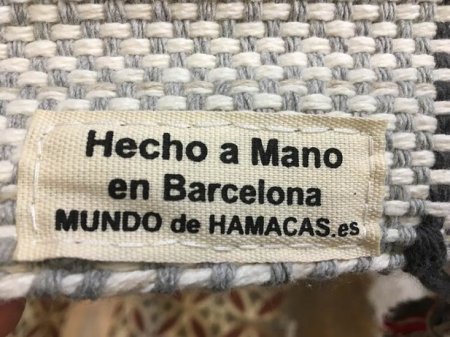 Hecho a Mano
en Barcelona
MUNDO de HAMACAS.es